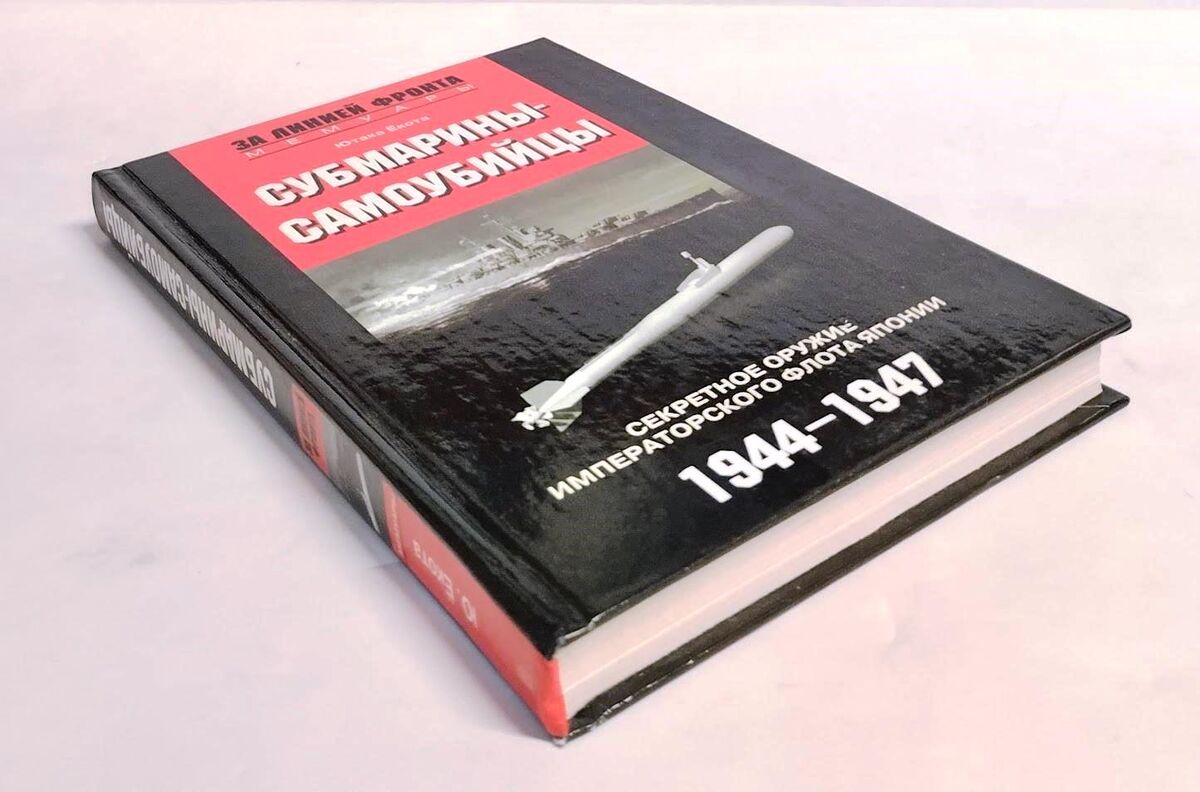 ЗА ЛИНИЕЙ ФРОНТА
МЕМУАРЫ
Ютака Ёкота
СУБМАРИНЫ-
САМОУБИЙЦЫ
СЕКРЕТНОЕ ОРУЖИЕ
ИМПЕРАТОРСКОГО ФЛОТА ЯПОНИИ
1944–1947
СУБМАРИНЫ-САМОУБИЙЦЫ
Ю. Ёкота